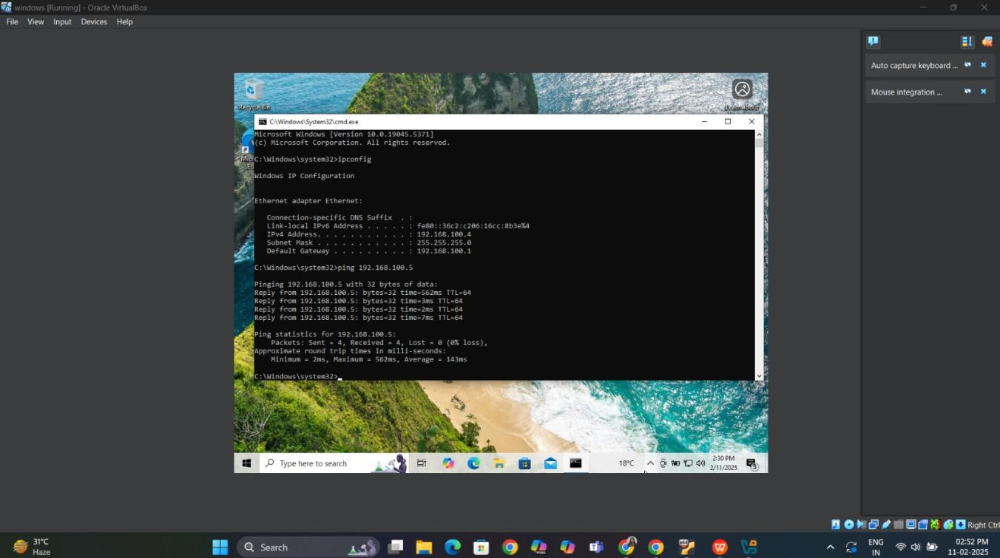 windows [Running] - Oracle VirtualBox
File View Input Devices Help
Auto capture keyboard ...
Mouse integration ...
Recycle Bin
Learn about
C:\Windows\System32\cmd.exe
Microsoft Windows [Version 10.0.19045.5371]
(c) Microsoft Corporation. All rights reserved.
C:\Windows\system32>ipconfig
Windows IP Configuration
Ethernet adapter Ethernet:
Connection-specific DNS Suffix . :
Link-local IPv6 Address . . . . . : fe80::36c2:c206:16cc:8b3e%4
IPv4 Address. . . . . . . . . . . : 192.168.100.4
Subnet Mask . . . . . . . . . . . : 255.255.255.0
Default Gateway . . . . . . . . . : 192.168.100.1
C:\Windows\system32>ping 192.168.100.5
Pinging 192.168.100.5 with 32 bytes of data:
Reply from 192.168.100.5: bytes=32 time=562ms TTL=64
Reply from 192.168.100.5: bytes=32 time=3ms TTL=64
Reply from 192.168.100.5: bytes=32 time=2ms TTL=64
Reply from 192.168.100.5: bytes=32 time=7ms TTL=64
Ping statistics for 192.168.100.5:
Packets: Sent = 4, Received = 4, Lost = 0 (0% loss),
Approximate round trip times in milli-seconds:
Minimum = 2ms, Maximum = 562ms, Average = 143ms
C:\Windows\system32>
Type here to search
18°C
2:30 PM
2/11/2025
3
Right Ctrl
31°C
Haze
Search
ENG
IN
02:52 PM
11-02-2025